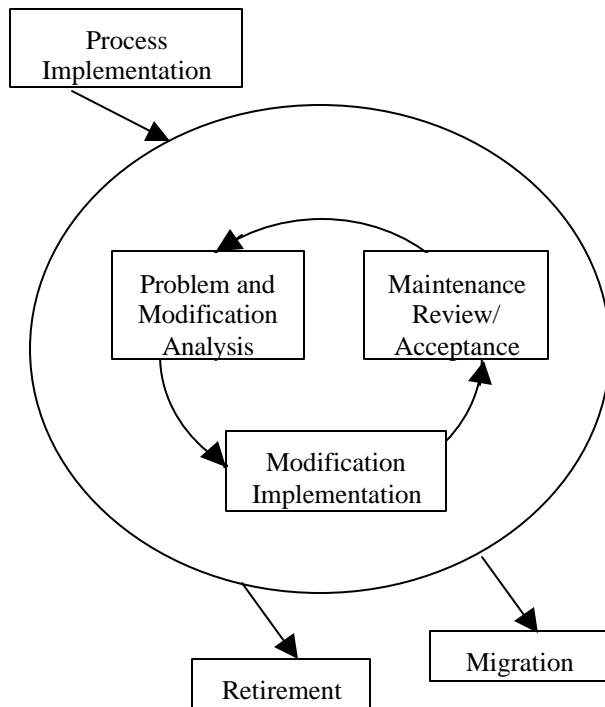 Process
Implementation
Problem and
Modification
Analysis
Maintenance
Review/
Acceptance
Modification
Implementation
Migration
Retirement